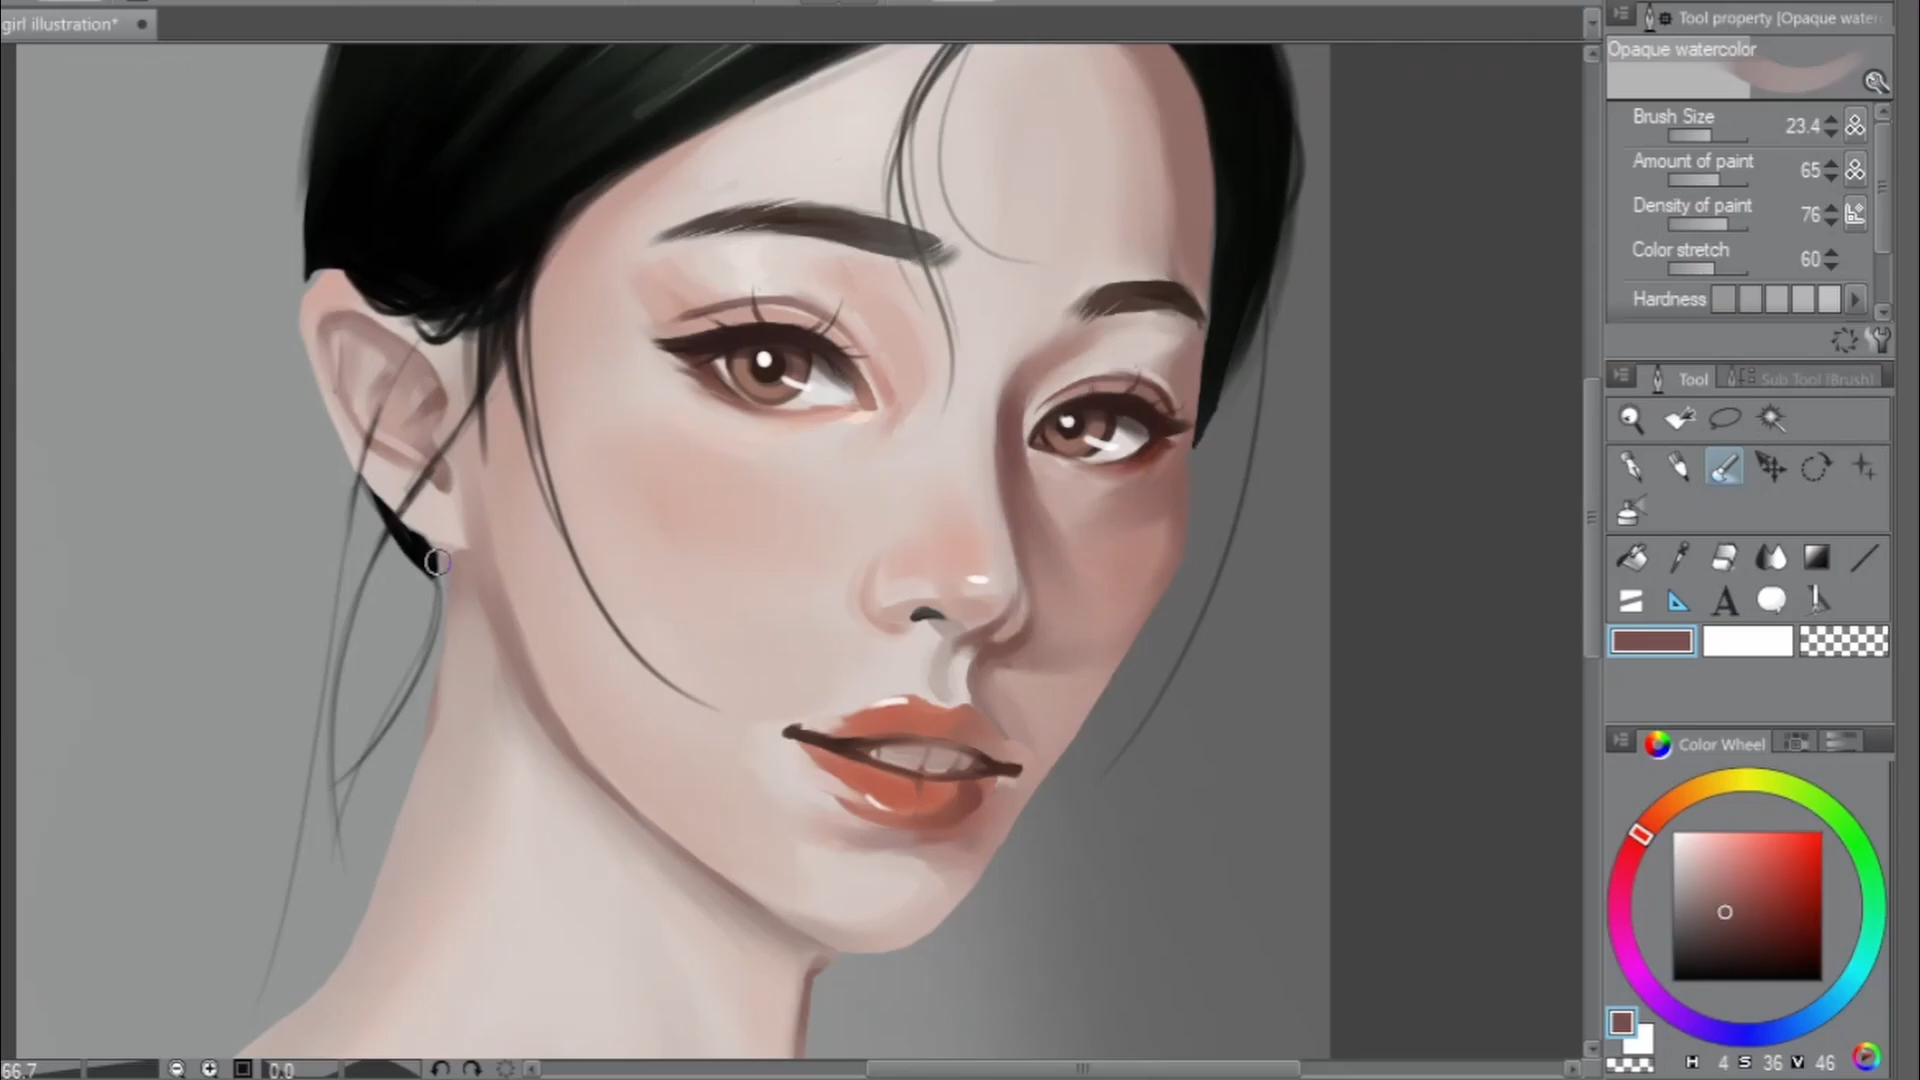 girl illustration*
Tool property [Opaque water
Opaque watercolor
Brush Size 23.4
Amount of paint 65
Density of paint 76
Color stretch 60
Hardness
Tool Sub Tool [Brush]
A
Color Wheel
H 4 S 36 V 46
66.7 0.0